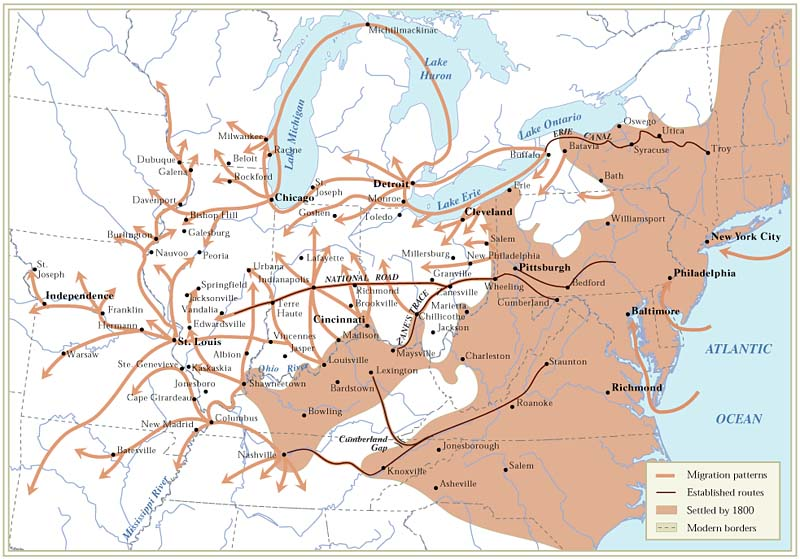 Michilimackinac
Lake
Huron
Lake Michigan
Lake Ontario
ERIE CANAL
Oswego
Utica
Troy
Syracuse
Batavia
Buffalo
Milwaukee
Racine
Beloit
Rockford
Dubuque
Galena
Chicago
St.
Joseph
Detroit
Monroe
Toledo
Goshen
Lake Erie
Erie
Bath
Cleveland
Williamsport
New York City
Davenport
Bishop Hill
Galesburg
Burlington
Nauvoo
Peoria
Salem
Millersburg
New Philadelphia
Lafayette
Urbana
Indianapolis
NATIONAL ROAD
Granville
Zanesville
Pittsburgh
Wheeling
Bedford
Cumberland
Philadelphia
Baltimore
St.
Joseph
Independence
Franklin
Hermann
Springfield
Jacksonville
Vandalia
Edwardsville
Terre
Haute
Richmond
Brookville
Cincinnati
ZANE'S TRACE
Marietta
Chillicothe
Jackson
Madison
Maysville
Vincennes
Jasper
Albion
St. Louis
Warsaw
Ste. Genevieve
Kaskaskia
Jonesboro
Shawneetown
Ohio River
Louisville
Lexington
Bardstown
Charleston
Staunton
ATLANTIC
OCEAN
Richmond
Roanoke
Cape Girardeau
New Madrid
Columbus
Bowling
Cumberland
Gap
Jonesborough
Batesville
Nashville
Knoxville
Salem
Asheville
Mississippi River
Migration patterns
Established routes
Settled by 1800
Modern borders